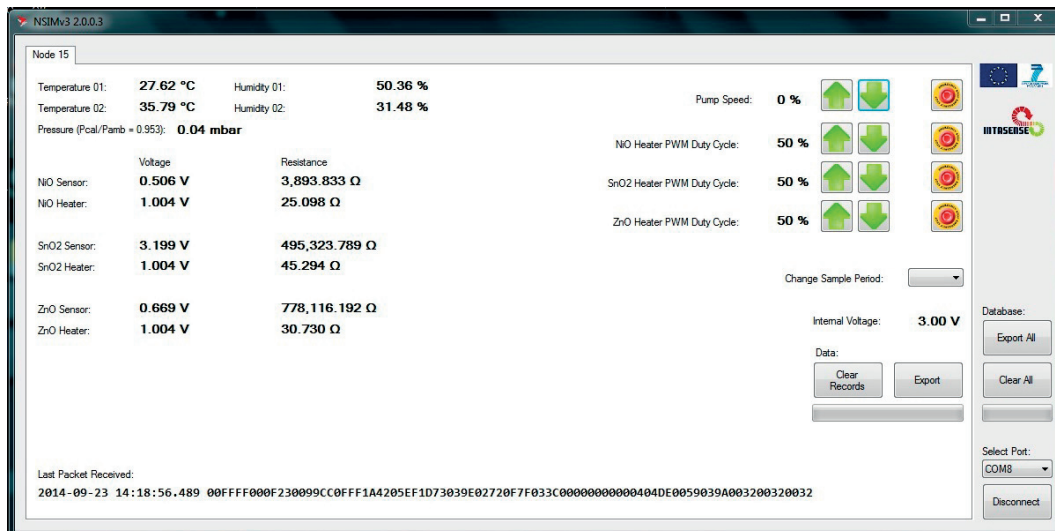 NSIMv3 2.0.0.3
Node 15
Temperature 01: 27.62 °C Humidity 01: 50.36 %
Temperature 02: 35.79 °C Humidity 02: 31.48 %
Pressure (Pcal/Pamb = 0.953): 0.04 mbar
Voltage Resistance
NiO Sensor: 0.506 V 3,893.833 Ω
NiO Heater: 1.004 V 25.098 Ω
SnO2 Sensor: 3.199 V 495,323.789 Ω
SnO2 Heater: 1.004 V 45.294 Ω
ZnO Sensor: 0.669 V 778,116.192 Ω
ZnO Heater: 1.004 V 30.730 Ω
Pump Speed: 0 %
NiO Heater PWM Duty Cycle: 50 %
SnO2 Heater PWM Duty Cycle: 50 %
ZnO Heater PWM Duty Cycle: 50 %
Change Sample Period:
Internal Voltage: 3.00 V
Data:
Clear Records
Export
Last Packet Received:
2014-09-23 14:18:56.489 00FFFF000F230099CC0FFF1A4205EF1D73039E02720F7F033C00000000000404DE0059039A003200320032
INTASENSE
Database:
Export All
Clear All
Select Port:
COM8
Disconnect